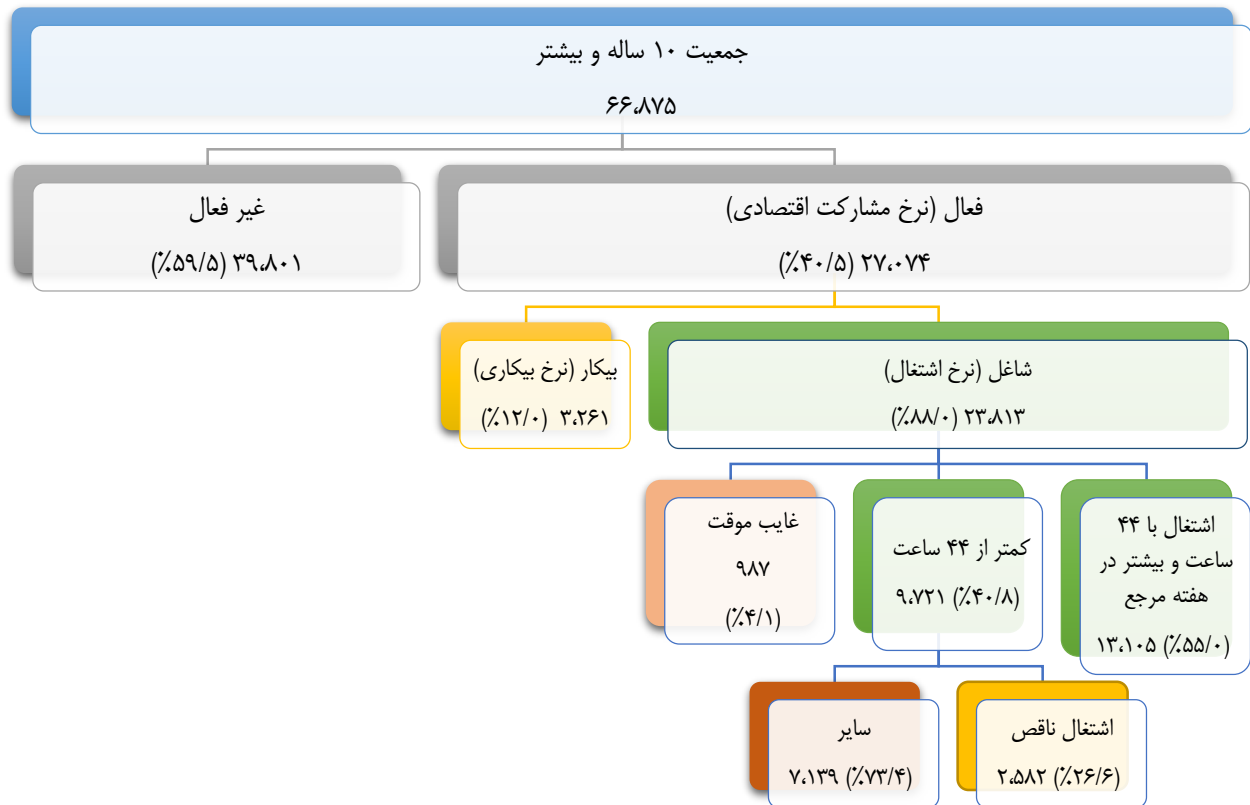 جمعیت ۱۰ ساله و بیشتر
۶۶،۸۷۵
فعال (نرخ مشارکت اقتصادی)
۲۷،۰۷۴ (٪۴۰/۵)
غیر فعال
۳۹،۸۰۱ (٪۵۹/۵)
شاغل (نرخ اشتغال)
۲۳،۸۱۳ (٪۸۸/۰)
بیکار (نرخ بیکاری)
۳،۲۶۱ (٪۱۲/۰)
اشتغال با ۴۴
ساعت و بیشتر در
هفته مرجع
۱۳،۱۰۵ (٪۵۵/۰)
کمتر از ۴۴ ساعت
۹،۷۲۱ (٪۴۰/۸)
غایب موقت
۹۸۷
(٪۴/۱)
اشتغال ناقص
۲،۵۸۲ (٪۲۶/۶)
سایر
۷،۱۳۹ (٪۷۳/۴)